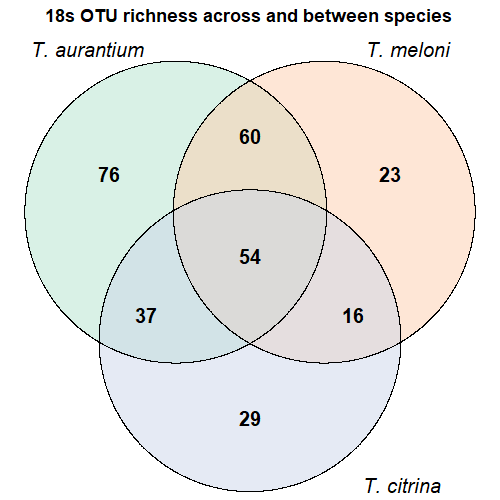 18s OTU richness across and between species
T. aurantium
T. meloni
60
76
23
54
37
16
29
T. citrina